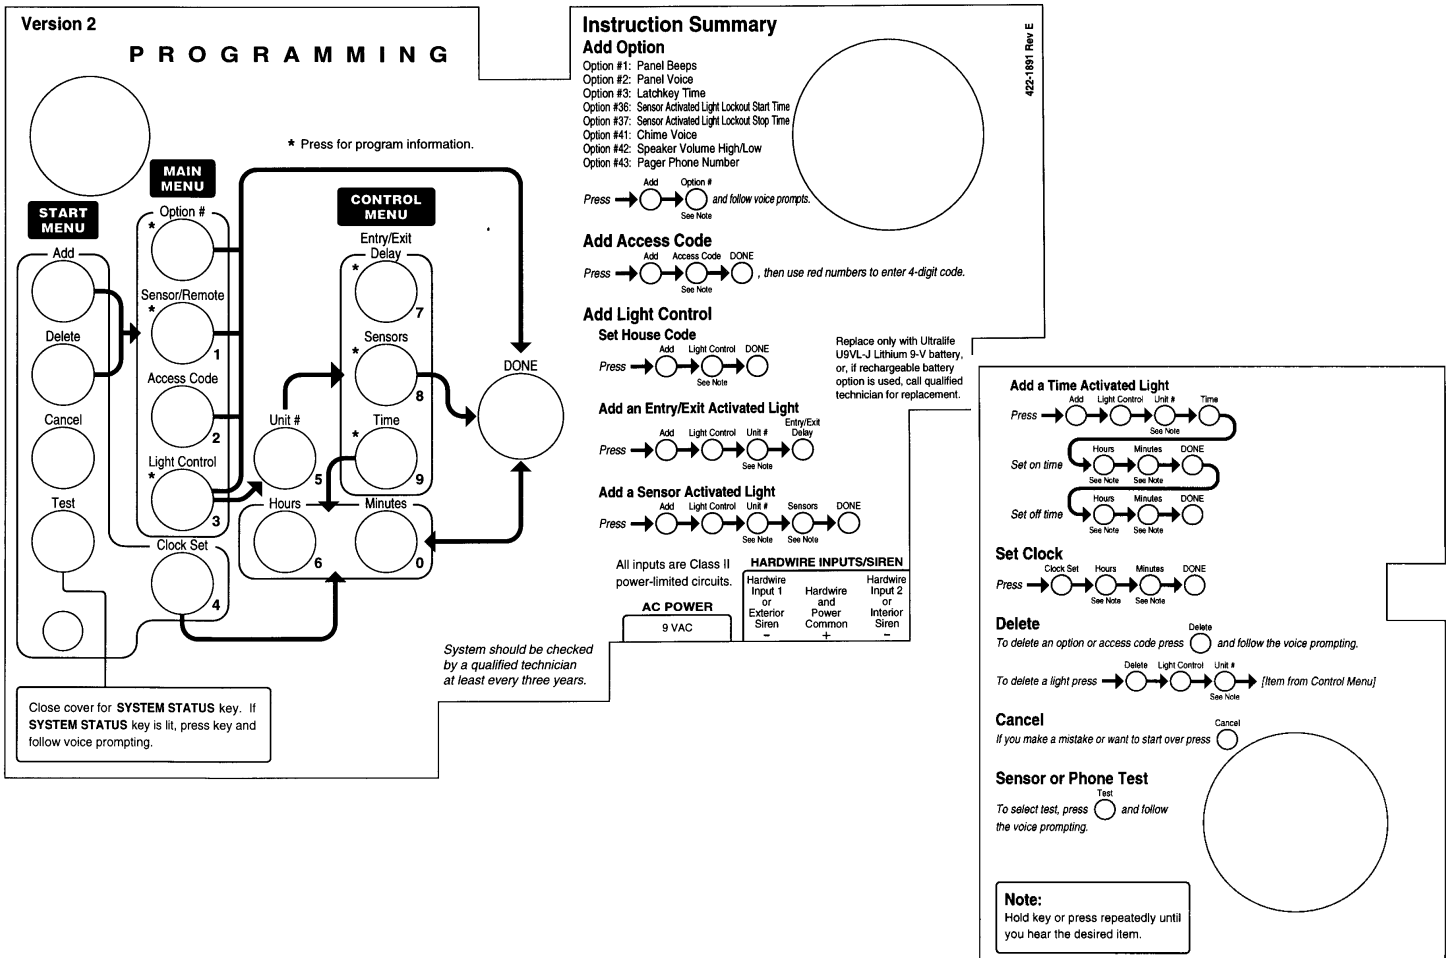 Version 2
PROGRAMMING
* Press for program information.
MAIN
MENU
START
MENU
CONTROL
MENU
Option #
*
Add
Entry/Exit
Delay
*
7
Sensor/Remote
*
1
Delete
Sensors
*
8
DONE
Access Code
2
Cancel
Unit #
5
Time
*
9
Light Control
*
3
Test
Hours
6
Minutes
0
Clock Set
4
Close cover for SYSTEM STATUS key. If
SYSTEM STATUS key is lit, press key and
follow voice prompting.
System should be checked
by a qualified technician
at least every three years.
Instruction Summary
Add Option
Option #1: Panel Beeps
Option #2: Panel Voice
Option #3: Latchkey Time
Option #36: Sensor Activated Light Lockout Start Time
Option #37: Sensor Activated Light Lockout Stop Time
Option #41: Chime Voice
Option #42: Speaker Volume High/Low
Option #43: Pager Phone Number
Add Option #
Press and follow voice prompts.
See Note
Add Access Code
Add Access Code DONE
Press , then use red numbers to enter 4-digit code.
See Note
Add Light Control
Set House Code
Add Light Control DONE
Press
See Note
Add an Entry/Exit Activated Light
Entry/Exit
Add Light Control Unit # Delay
Press
See Note
Add a Sensor Activated Light
Add Light Control Unit # Sensors DONE
Press
See Note See Note
All inputs are Class II
power-limited circuits.
AC POWER
9 VAC
HARDWIRE INPUTS/SIREN
Hardwire
Input 1
or
Exterior
Siren
–
Hardwire
and
Power
Common
+
Hardwire
Input 2
or
Interior
Siren
–
422-1891 Rev E
Replace only with Ultralife
U9VL-J Lithium 9-V battery,
or, if rechargeable battery
option is used, call qualified
technician for replacement.
Add a Time Activated Light
Add Light Control Unit # Time
Press
See Note
Hours Minutes DONE
Set on time
See Note See Note
Hours Minutes DONE
Set off time
See Note See Note
Set Clock
Clock Set Hours Minutes DONE
Press
See Note See Note
Delete
Delete
To delete an option or access code press and follow the voice prompting.
Delete Light Control Unit #
To delete a light press [Item from Control Menu]
See Note
Cancel
Cancel
If you make a mistake or want to start over press
Sensor or Phone Test
Test
To select test, press and follow
the voice prompting.
Note:
Hold key or press repeatedly until
you hear the desired item.